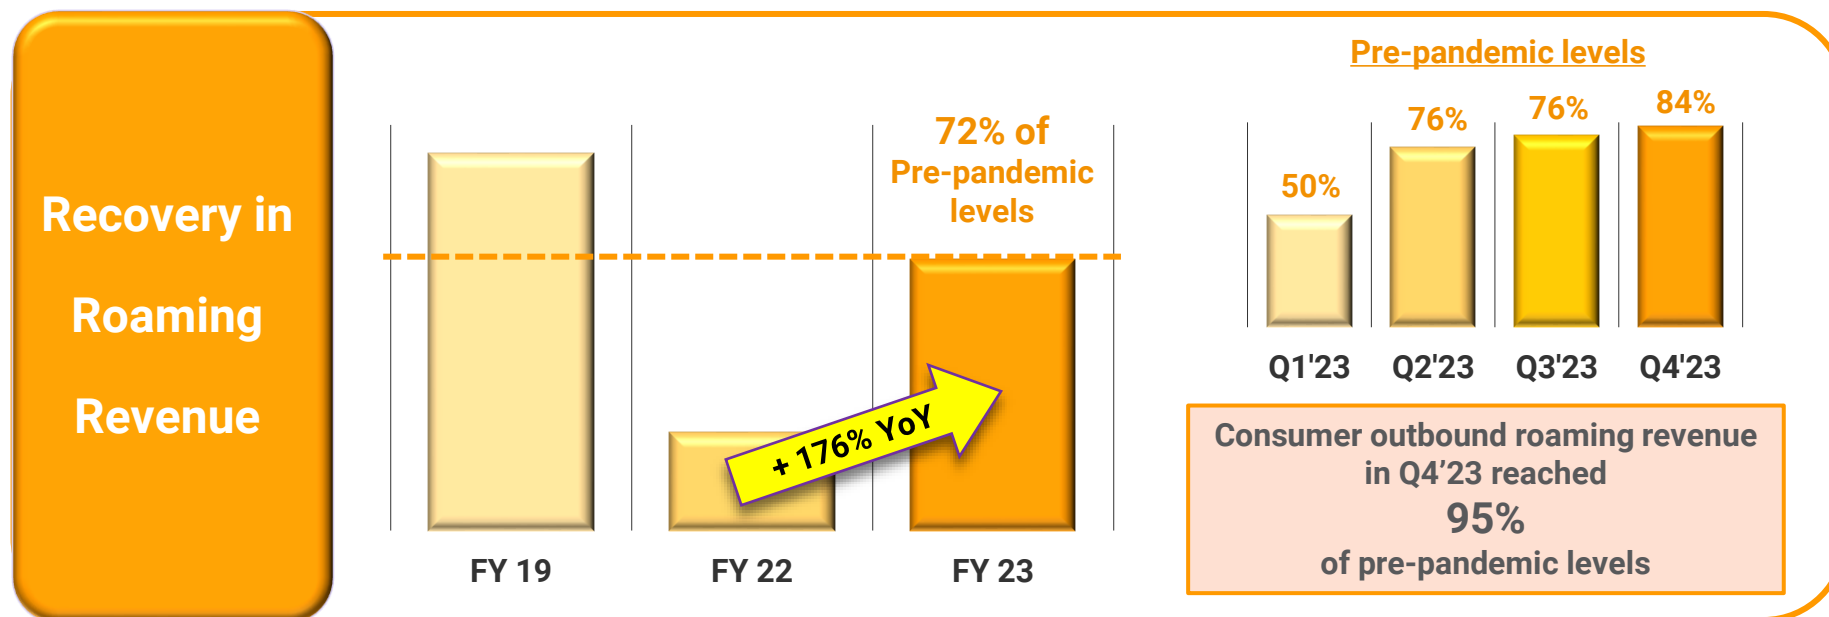 Recovery in
Roaming
Revenue
72% of
Pre-pandemic
levels
+ 176% YoY
FY 19
FY 22
FY 23
Pre-pandemic levels
50%
76%
76%
84%
Q1'23
Q2'23
Q3'23
Q4'23
Consumer outbound roaming revenue
in Q4’23 reached
95%
of pre-pandemic levels